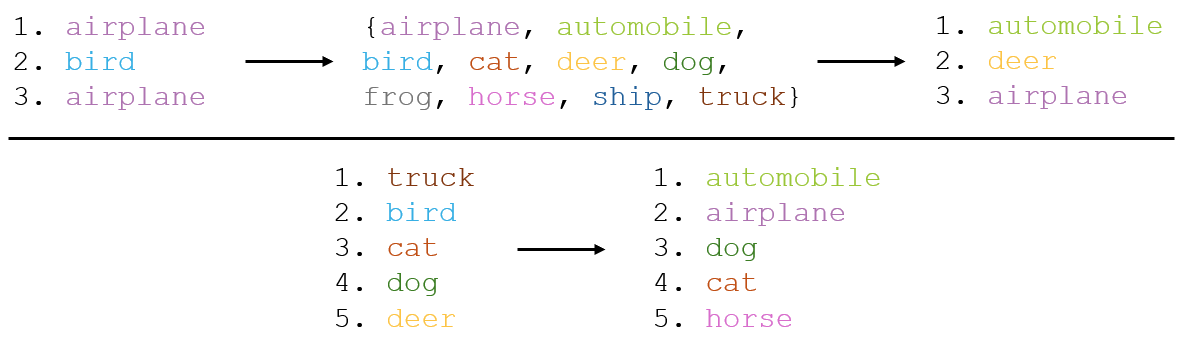 1. airplane
2. bird
3. airplane
{airplane, automobile,
bird, cat, deer, dog,
frog, horse, ship, truck}
1. automobile
2. deer
3. airplane
1. truck
2. bird
3. cat
4. dog
5. deer
1. automobile
2. airplane
3. dog
4. cat
5. horse